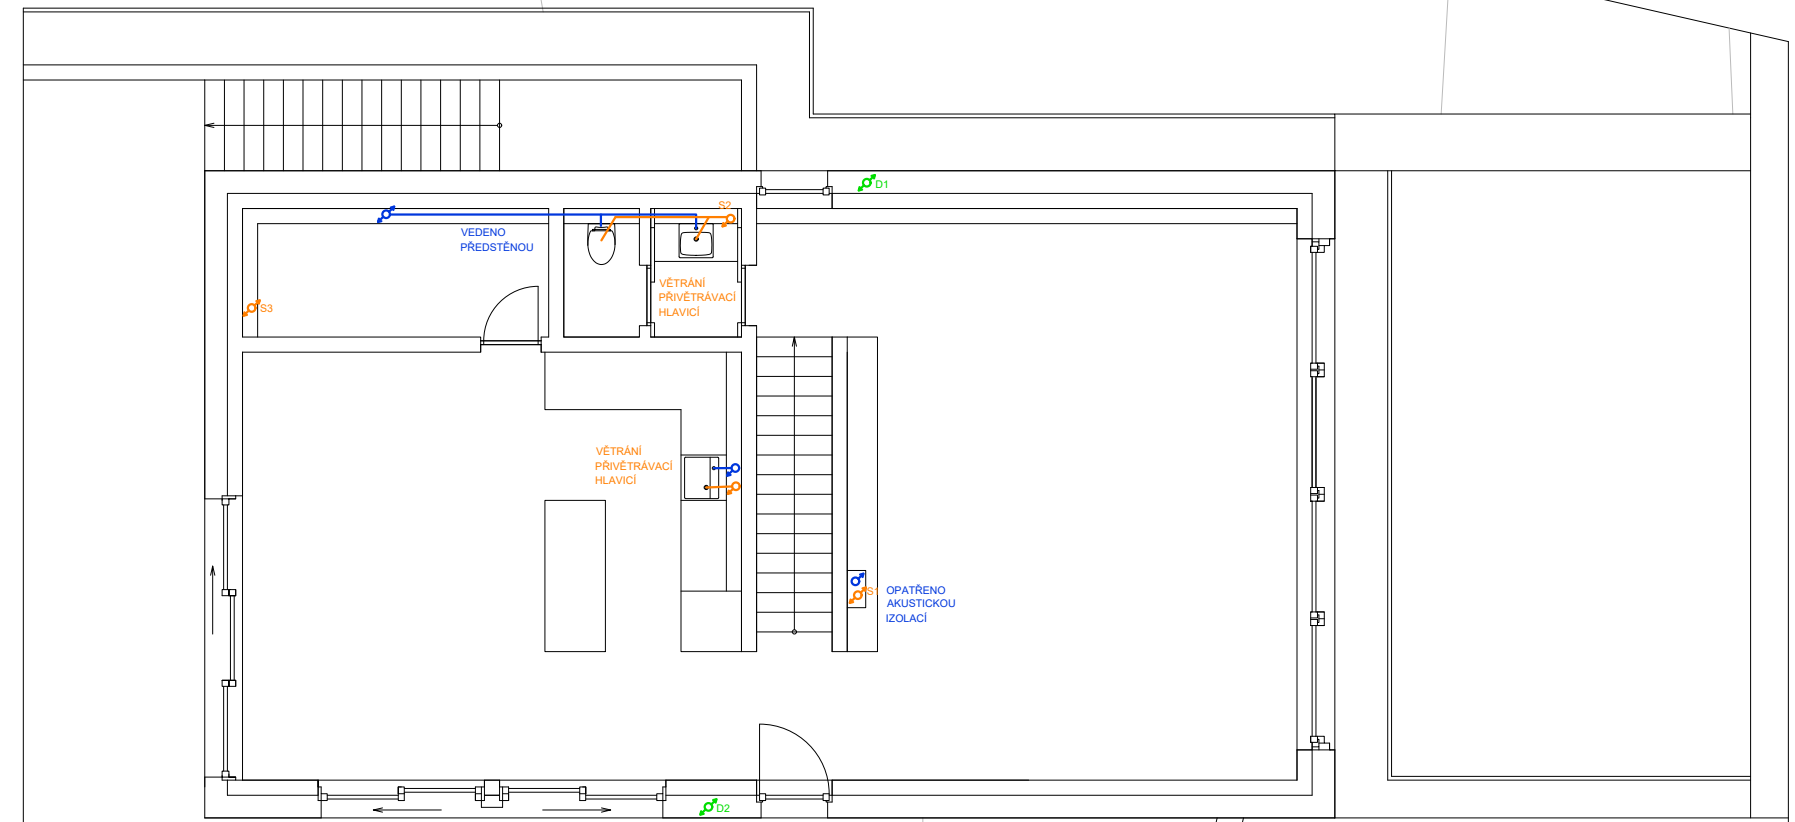 D1
S2
VEDENO
PŘEDSTĚNOU
VĚTRÁNÍ
PŘIVĚTRÁVACÍ
HLAVICÍ
S3
VĚTRÁNÍ
PŘIVĚTRÁVACÍ
HLAVICÍ
S1
OPATŘENO
AKUSTICKOU
IZOLACÍ
D2